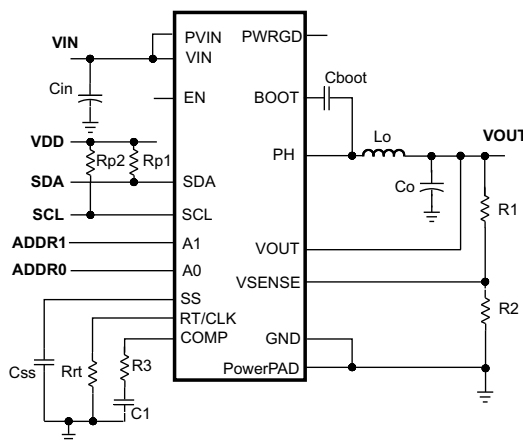 PVIN
PWRGD
VIN
VIN
Cboot
Cin
EN
BOOT
VDD
Lo
VOUT
Rp2
Rp1
PH
SDA
SDA
Co
R1
SCL
SCL
ADDR1
A1
VOUT
ADDR0
A0
VSENSE
SS
R2
RT/CLK
COMP
GND
Css
Rrt
R3
PowerPAD
C1